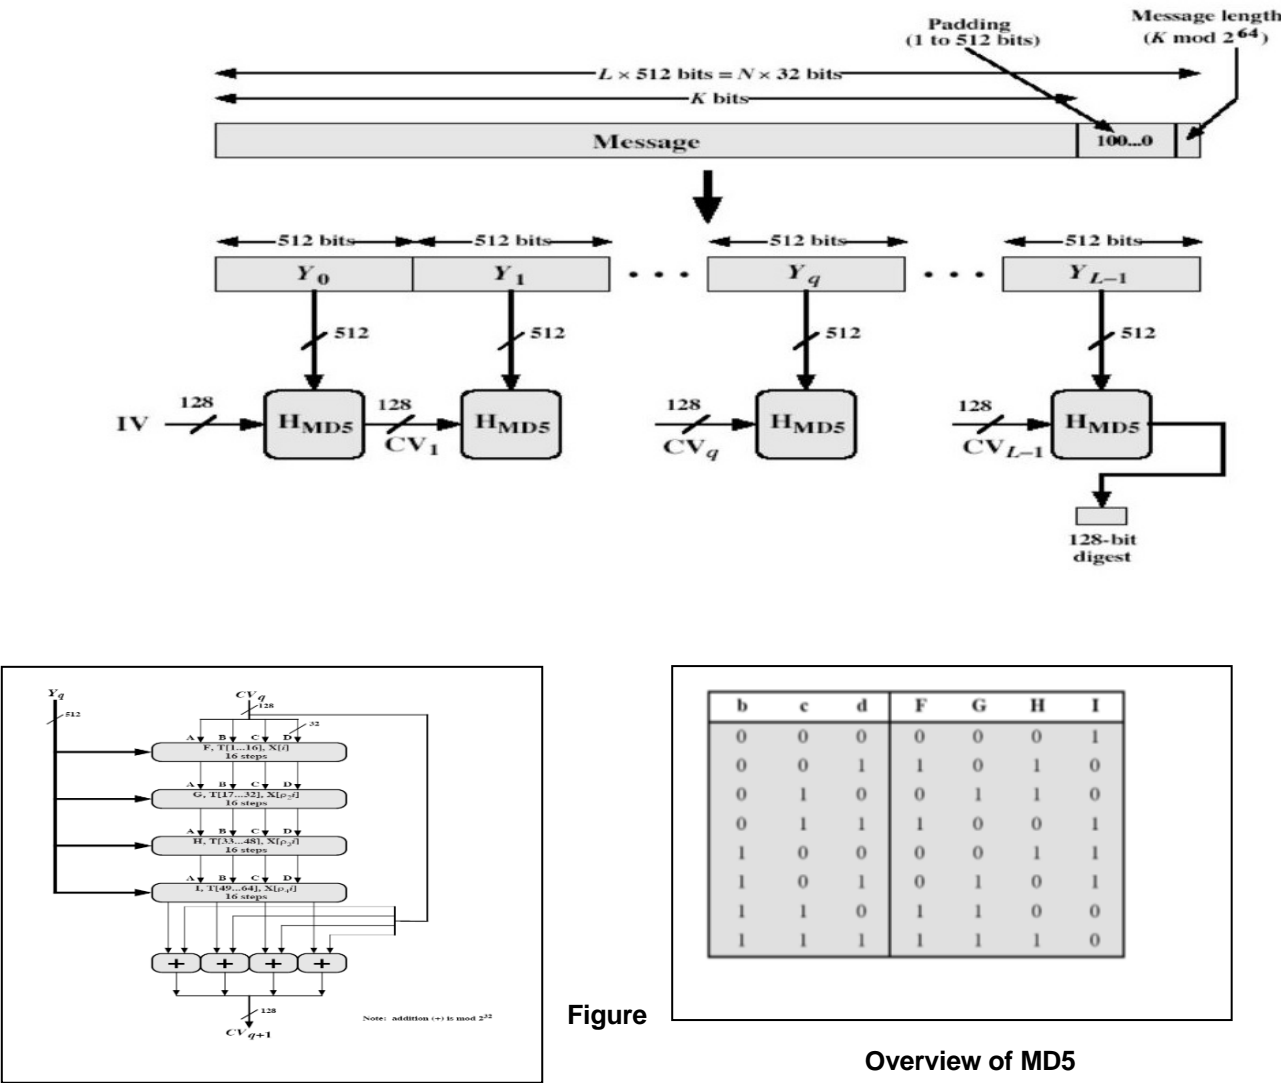 Padding
(1 to 512 bits)
Message length
(K mod 2^64)
L × 512 bits = N × 32 bits
K bits
Message
100...0
512 bits 512 bits 512 bits 512 bits
Y0 Y1 • • • Yq • • • YL–1
512 512 512 512
IV 128 HMD5 128 CV1 HMD5 128 CVq HMD5 128 CVL–1 HMD5
128-bit
digest
Yq
512
CVq
128
32
A B C D
F, T[1...16], X[i]
16 steps
A B C D
G, T[17...32], X[ρ2i]
16 steps
A B C D
H, T[33...48], X[ρ3i]
16 steps
A B C D
I, T[49...64], X[ρ4i]
16 steps
+ + + +
128
CVq+1
Note: addition (+) is mod 2^32
b c d F G H I
0 0 0 0 0 0 1
0 0 1 1 0 1 0
0 1 0 0 1 1 0
0 1 1 1 0 0 1
1 0 0 0 0 1 1
1 0 1 0 1 0 1
1 1 0 1 1 0 0
1 1 1 1 1 1 0
Figure
Overview of MD5